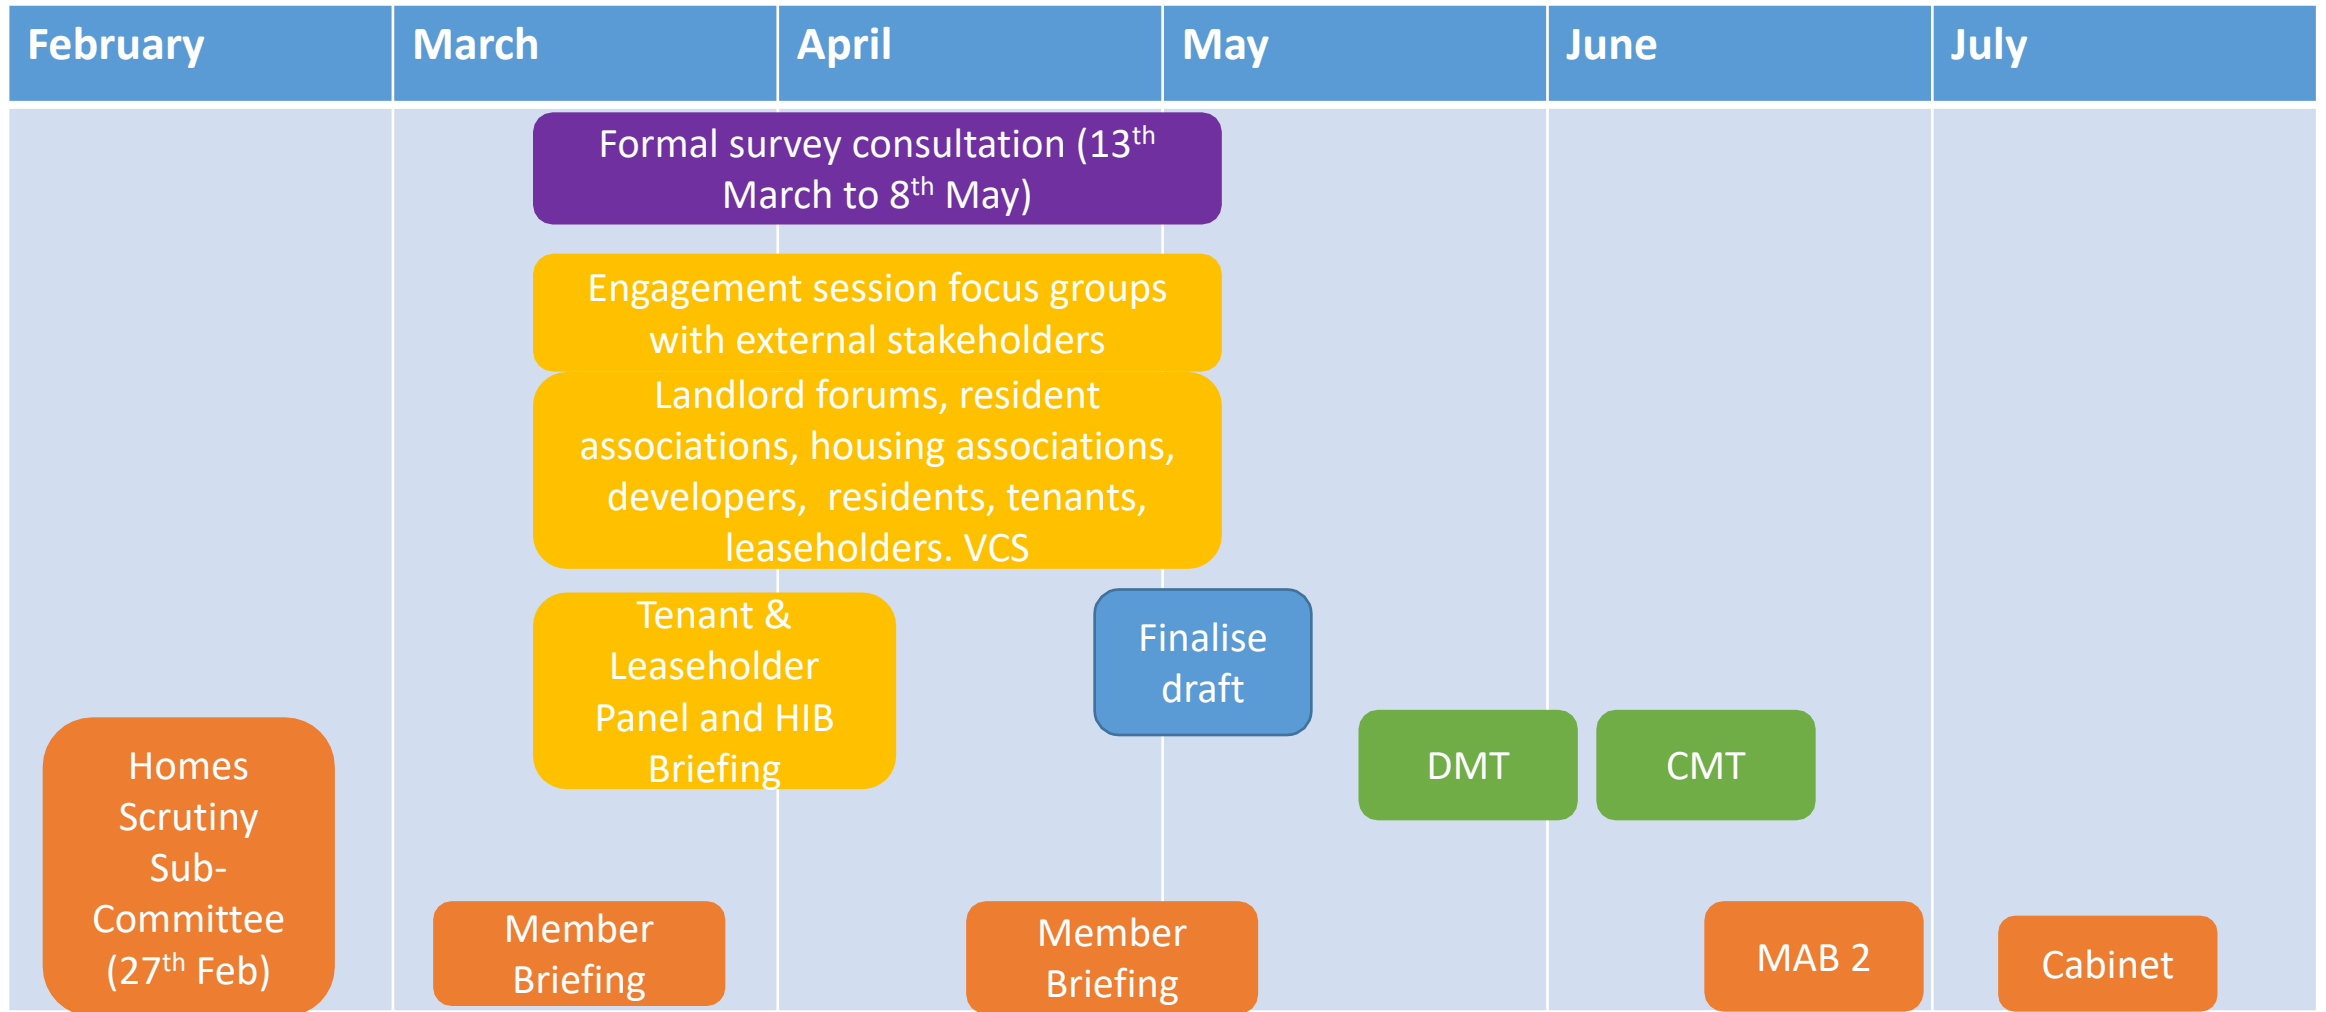 February
March
April
May
June
July
Formal survey consultation (13th
March to 8th May)
Engagement session focus groups
with external stakeholders
Landlord forums, resident
associations, housing associations,
developers,  residents, tenants,
leaseholders. VCS
Tenant &
Leaseholder
Panel and HIB
Briefing
Finalise
draft
Homes
Scrutiny
Sub-
Committee
(27th Feb)
DMT
CMT
Member
Briefing
Member
Briefing
MAB 2
Cabinet